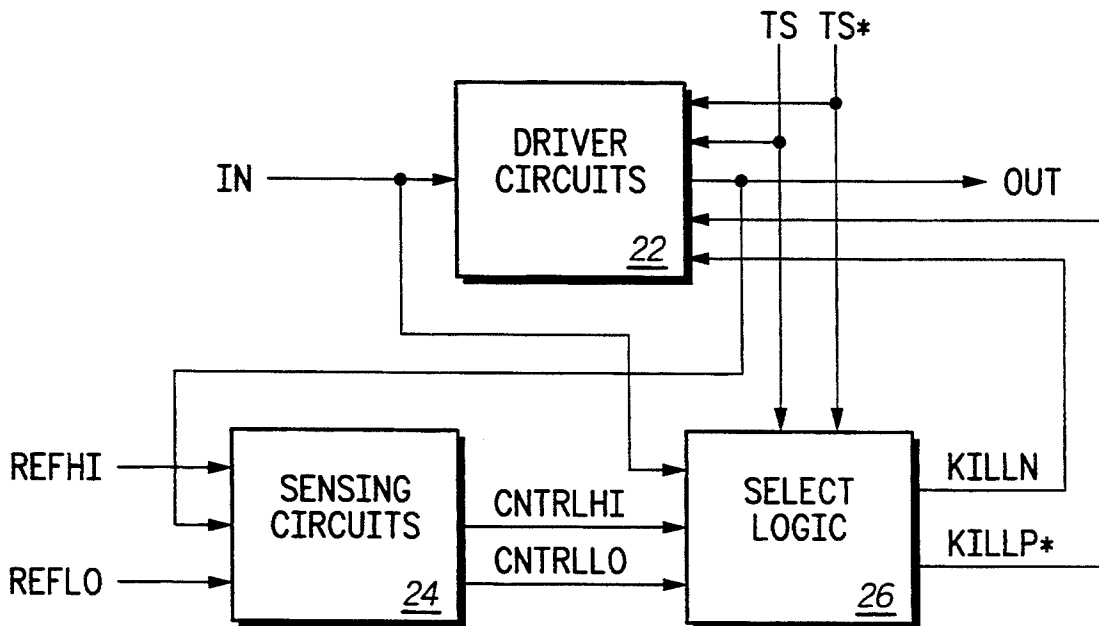 TS TS*
DRIVER
CIRCUITS
22
IN
OUT
REFHI
REFLO
SENSING
CIRCUITS
24
CNTRLHI
CNTRLLO
SELECT
LOGIC
26
KILLN
KILLP*